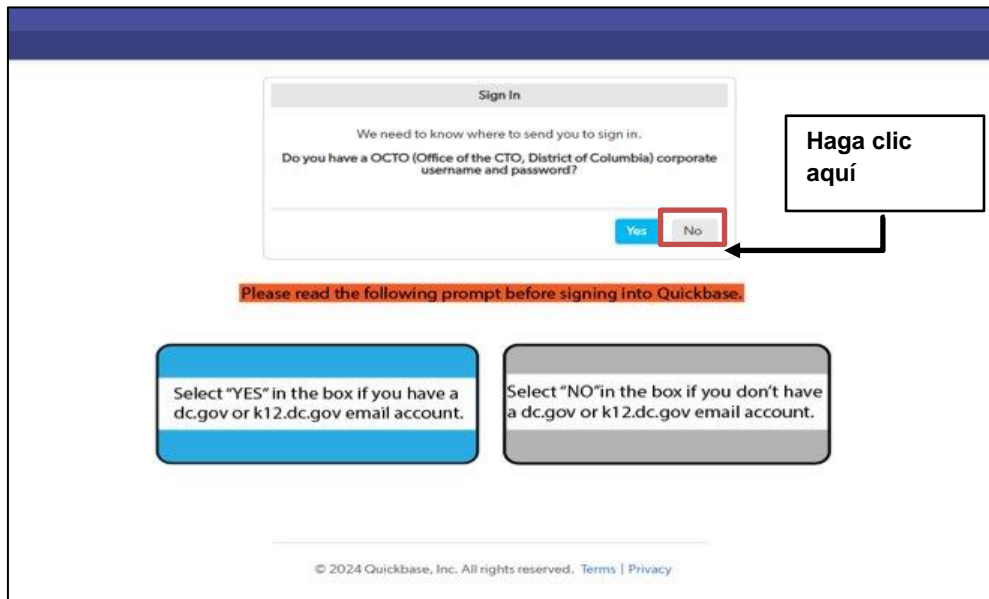 Sign In
We need to know where to send you to sign in.
Do you have a OCTO (Office of the CTO, District of Columbia) corporate
username and password?
Yes No
Haga clic
aquí
Please read the following prompt before signing into Quickbase.
Select "YES" in the box if you have a
dc.gov or k12.dc.gov email account.
Select "NO"in the box if you don't have
a dc.gov or k12.dc.gov email account.
© 2024 Quickbase, Inc. All rights reserved. Terms | Privacy